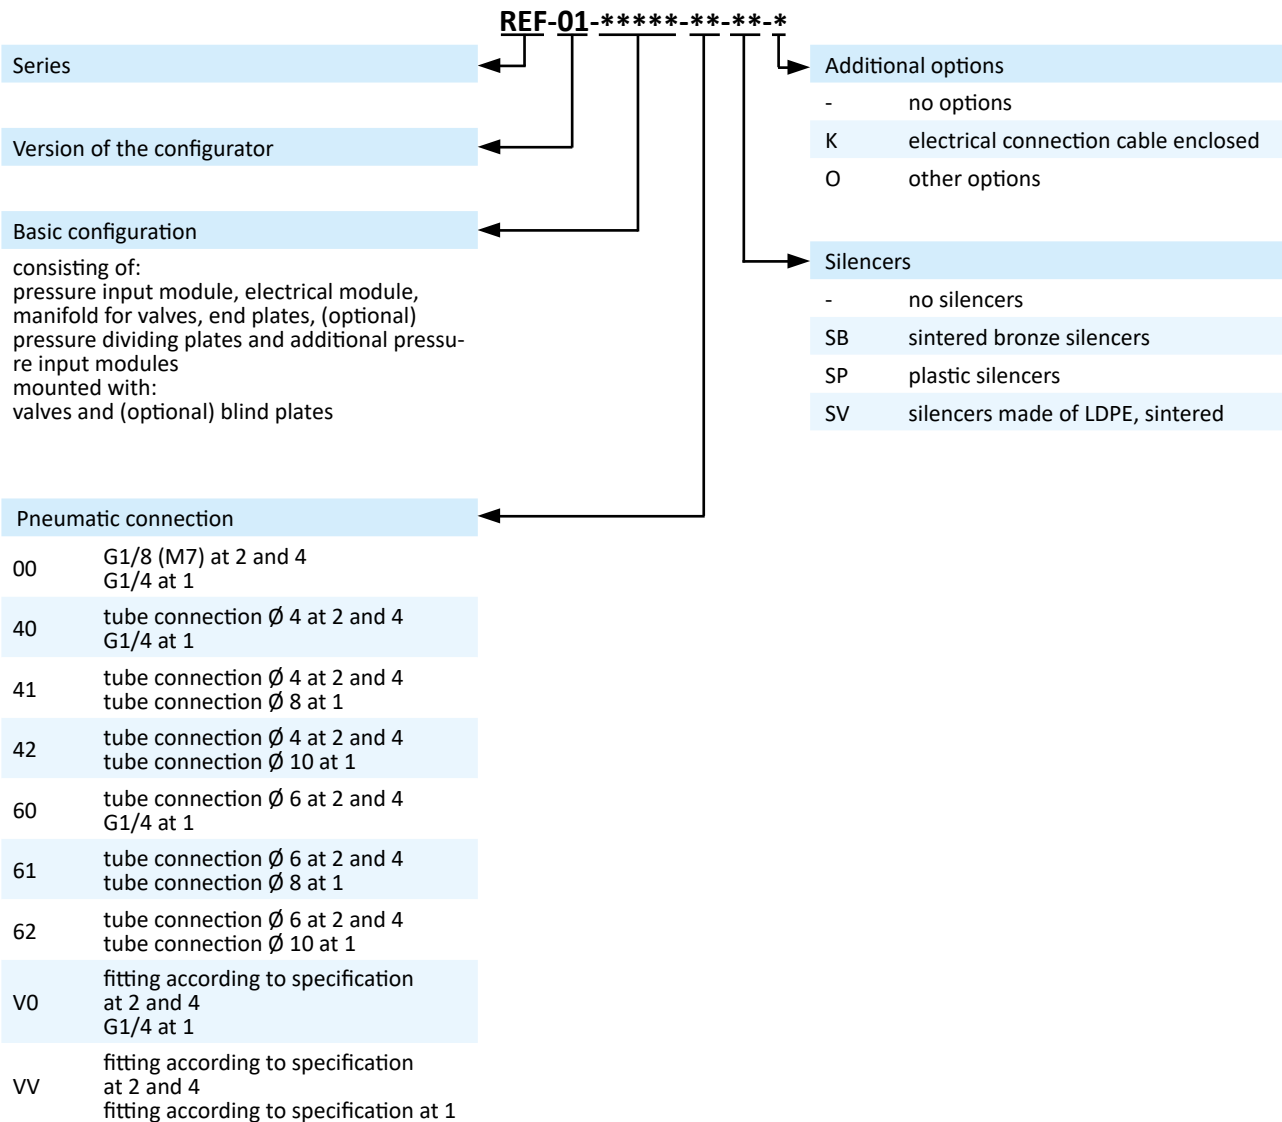 REF-01-*****-**-**-*
Series
Version of the configurator
Basic configuration
consisting of:
pressure input module, electrical module,
manifold for valves, end plates, (optional)
pressure dividing plates and additional pressu-
re input modules
mounted with:
valves and (optional) blind plates
Pneumatic connection
00 G1/8 (M7) at 2 and 4
G1/4 at 1
40 tube connection Ø 4 at 2 and 4
G1/4 at 1
41 tube connection Ø 4 at 2 and 4
tube connection Ø 8 at 1
42 tube connection Ø 4 at 2 and 4
tube connection Ø 10 at 1
60 tube connection Ø 6 at 2 and 4
G1/4 at 1
61 tube connection Ø 6 at 2 and 4
tube connection Ø 8 at 1
62 tube connection Ø 6 at 2 and 4
tube connection Ø 10 at 1
V0 fitting according to specification
at 2 and 4
G1/4 at 1
VV fitting according to specification
at 2 and 4
fitting according to specification at 1
Additional options
- no options
K electrical connection cable enclosed
O other options
Silencers
- no silencers
SB sintered bronze silencers
SP plastic silencers
SV silencers made of LDPE, sintered